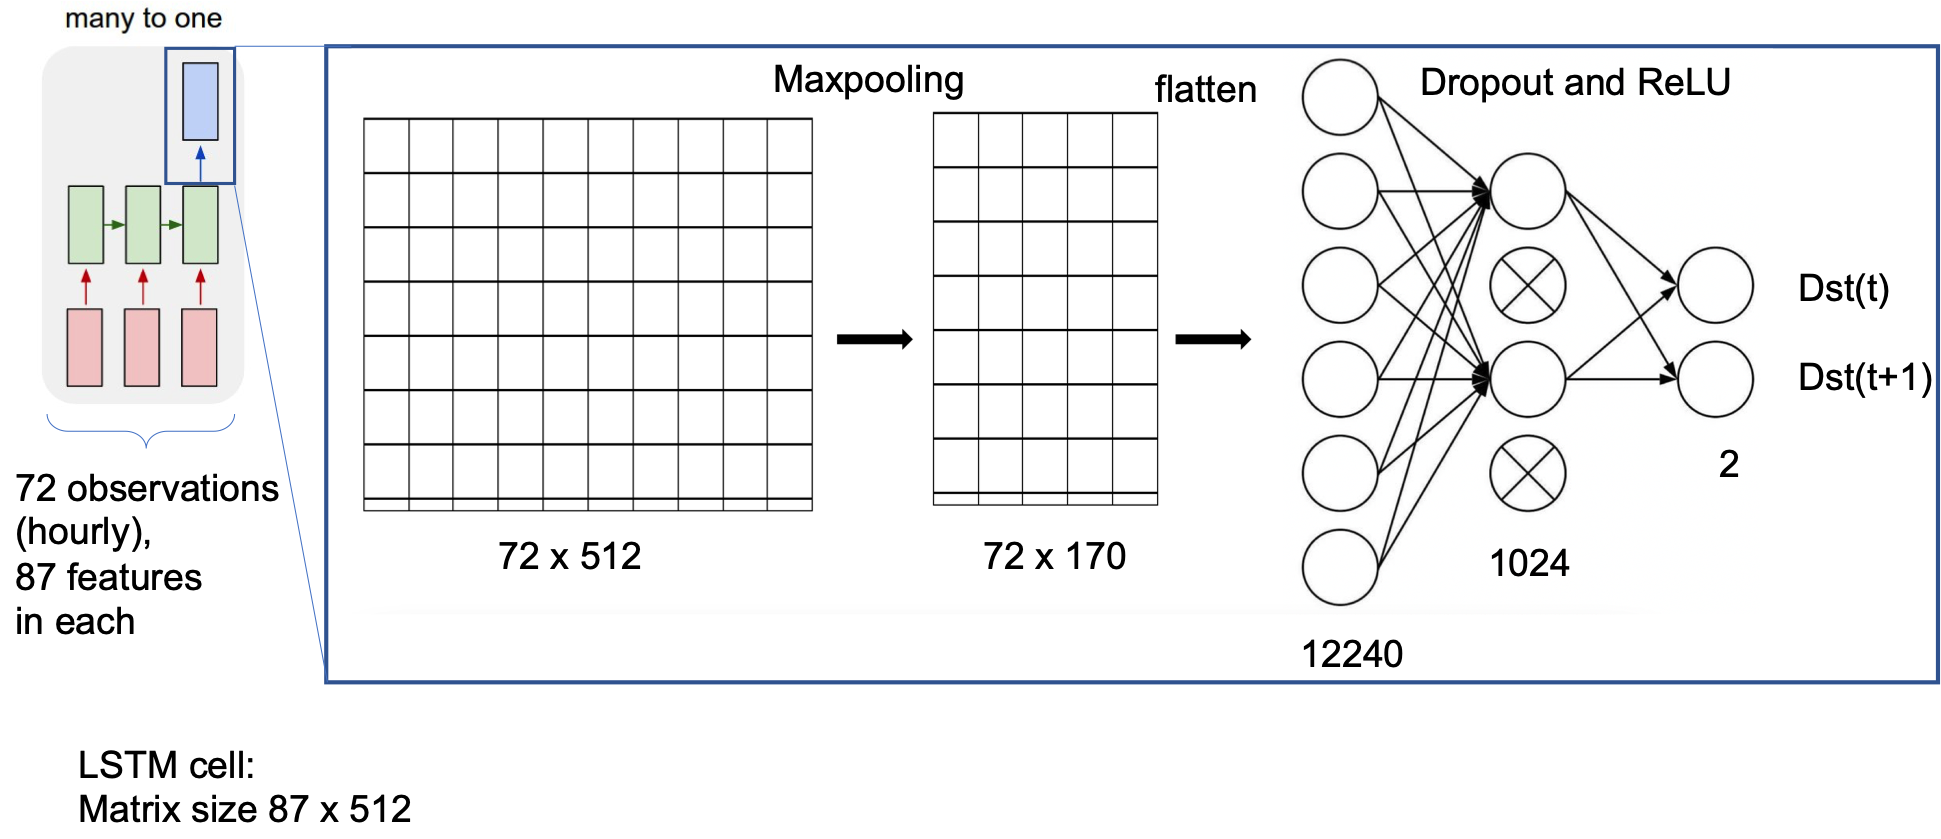 many to one
Maxpooling
flatten
Dropout and ReLU
Dst(t)
Dst(t+1)
2
72 observations
(hourly),
87 features
in each
72 x 512
72 x 170
1024
12240
LSTM cell:
Matrix size 87 x 512